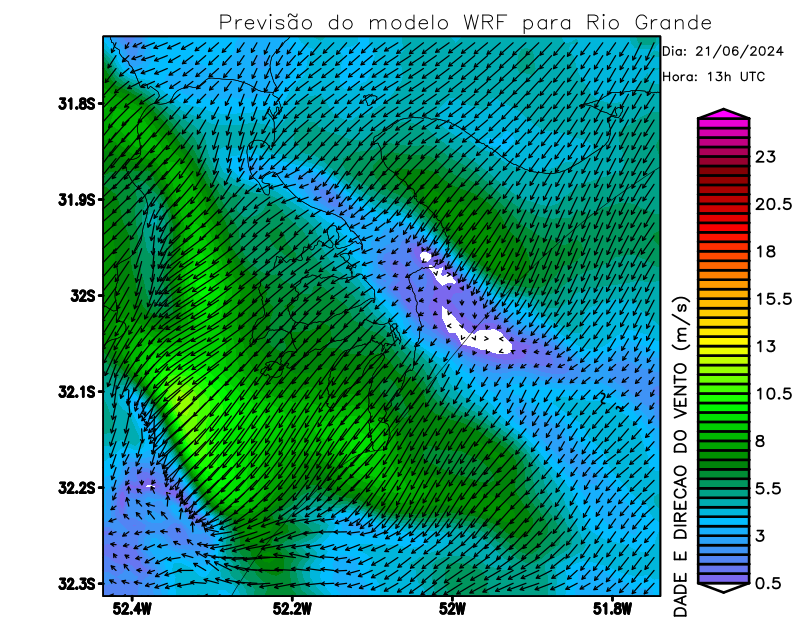 Previsão do modelo WRF para Rio Grande
Dia: 21/06/2024
Hora: 13h UTC
31.8S
31.9S
32S
32.1S
32.2S
32.3S
52.4W
52.2W
52W
51.8W
23
20.5
18
15.5
13
10.5
8
5.5
3
0.5
DADE E DIRECAO DO VENTO (m/s)